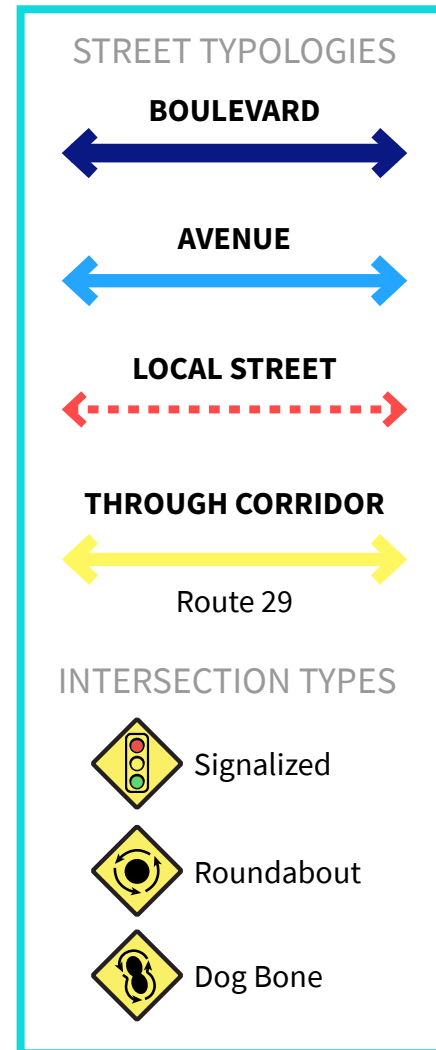 STREET TYPOLOGIES
BOULEVARD
AVENUE
LOCAL STREET
THROUGH CORRIDOR
Route 29
INTERSECTION TYPES
Signalized
Roundabout
Dog Bone